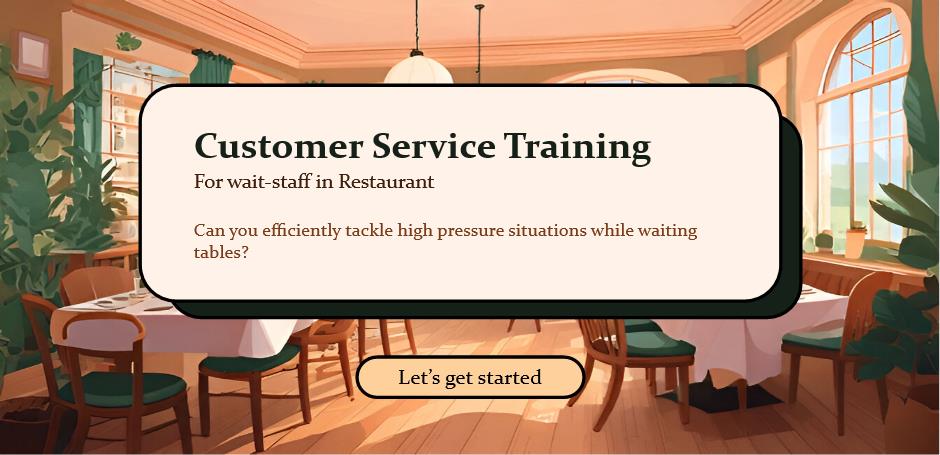 Customer Service Training
For wait-staff in Restaurant
Can you efficiently tackle high pressure situations while waiting
tables?
Let's get started